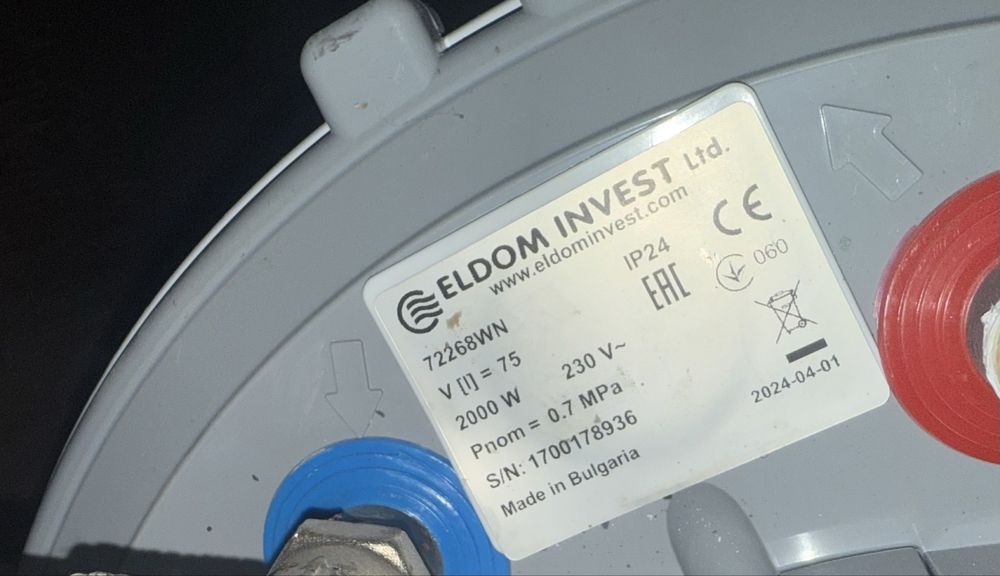 ELDOM INVEST Ltd.
www.eldominvest.com
72268WN
IP24
CE
V [l] = 75
EAC
060
2000 W
230 V~
Pnom = 0.7 MPa
S/N: 1700178936
2024-04-01
Made in Bulgaria